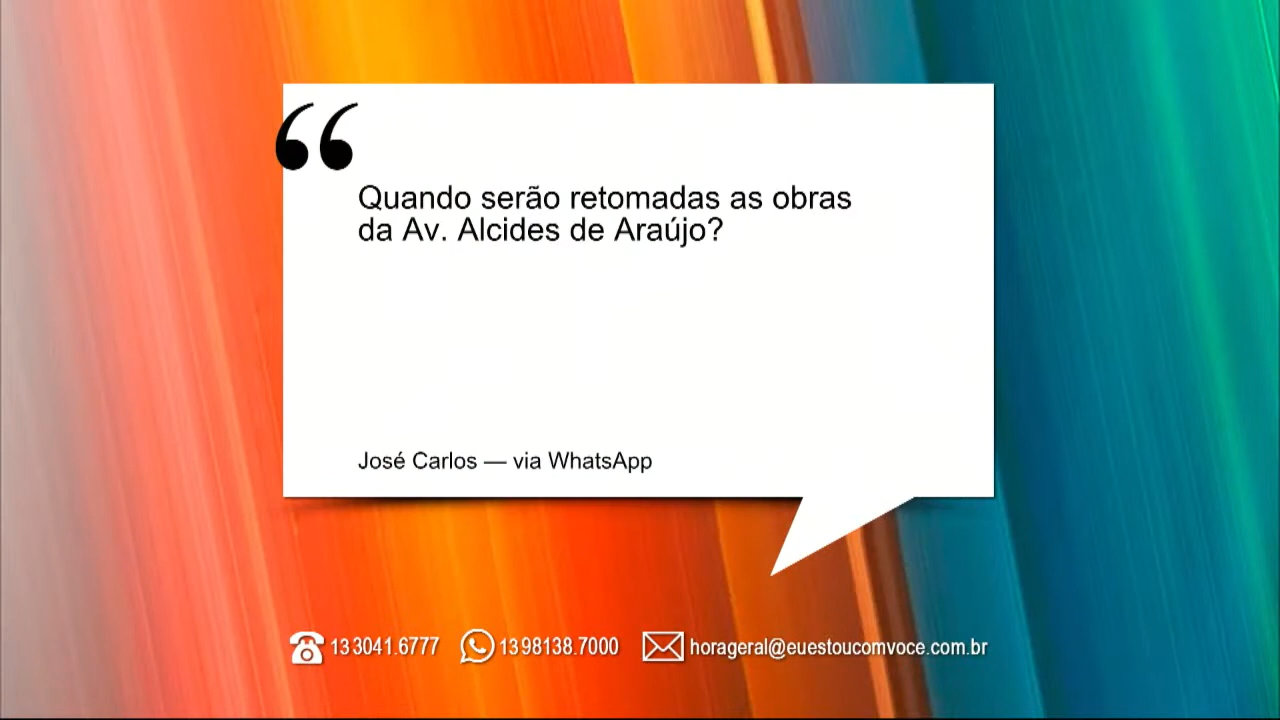 “
Quando serão retomadas as obras
da Av. Alcides de Araújo?
José Carlos — via WhatsApp
13 3041.6777 13 98138.7000 horageral@euestoucomvoce.com.br